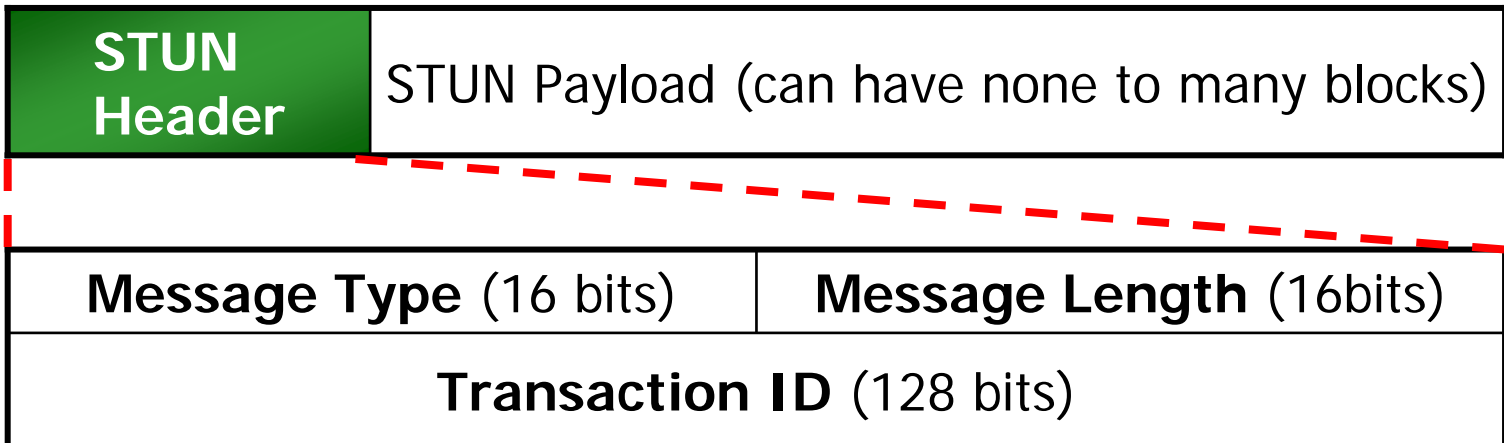 STUN
Header
STUN Payload (can have none to many blocks)
Message Type (16 bits)
Message Length (16bits)
Transaction ID (128 bits)